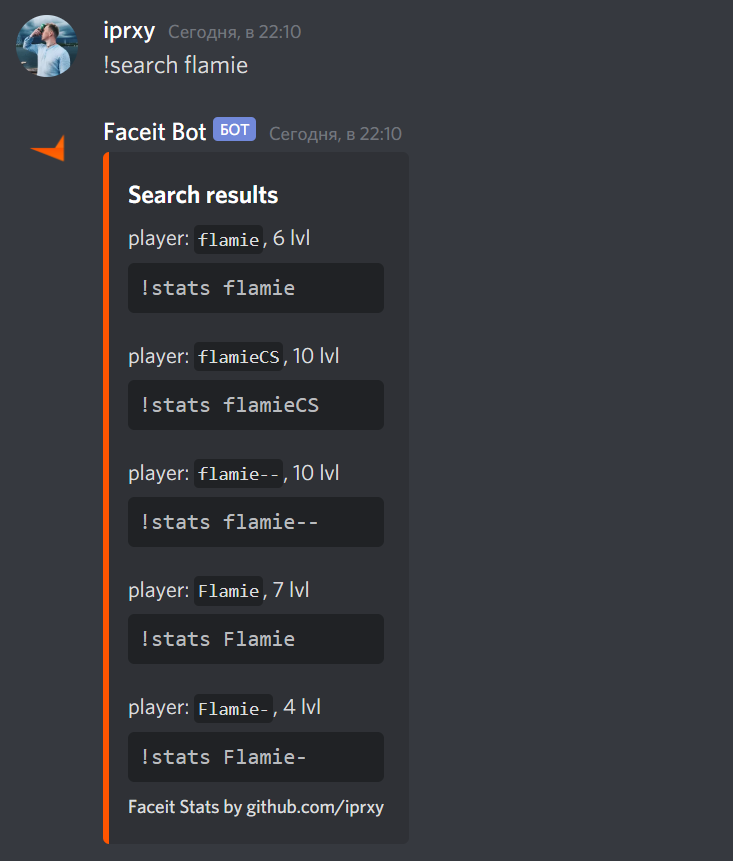 iprxy Сегодня, в 22:10
!search flamie
Faceit Bot БОТ Сегодня, в 22:10
Search results
player: flamie, 6 lvl
!stats flamie
player: flamieCS, 10 lvl
!stats flamieCS
player: flamie--, 10 lvl
!stats flamie--
player: Flamie, 7 lvl
!stats Flamie
player: Flamie-, 4 lvl
!stats Flamie-
Faceit Stats by github.com/iprxy